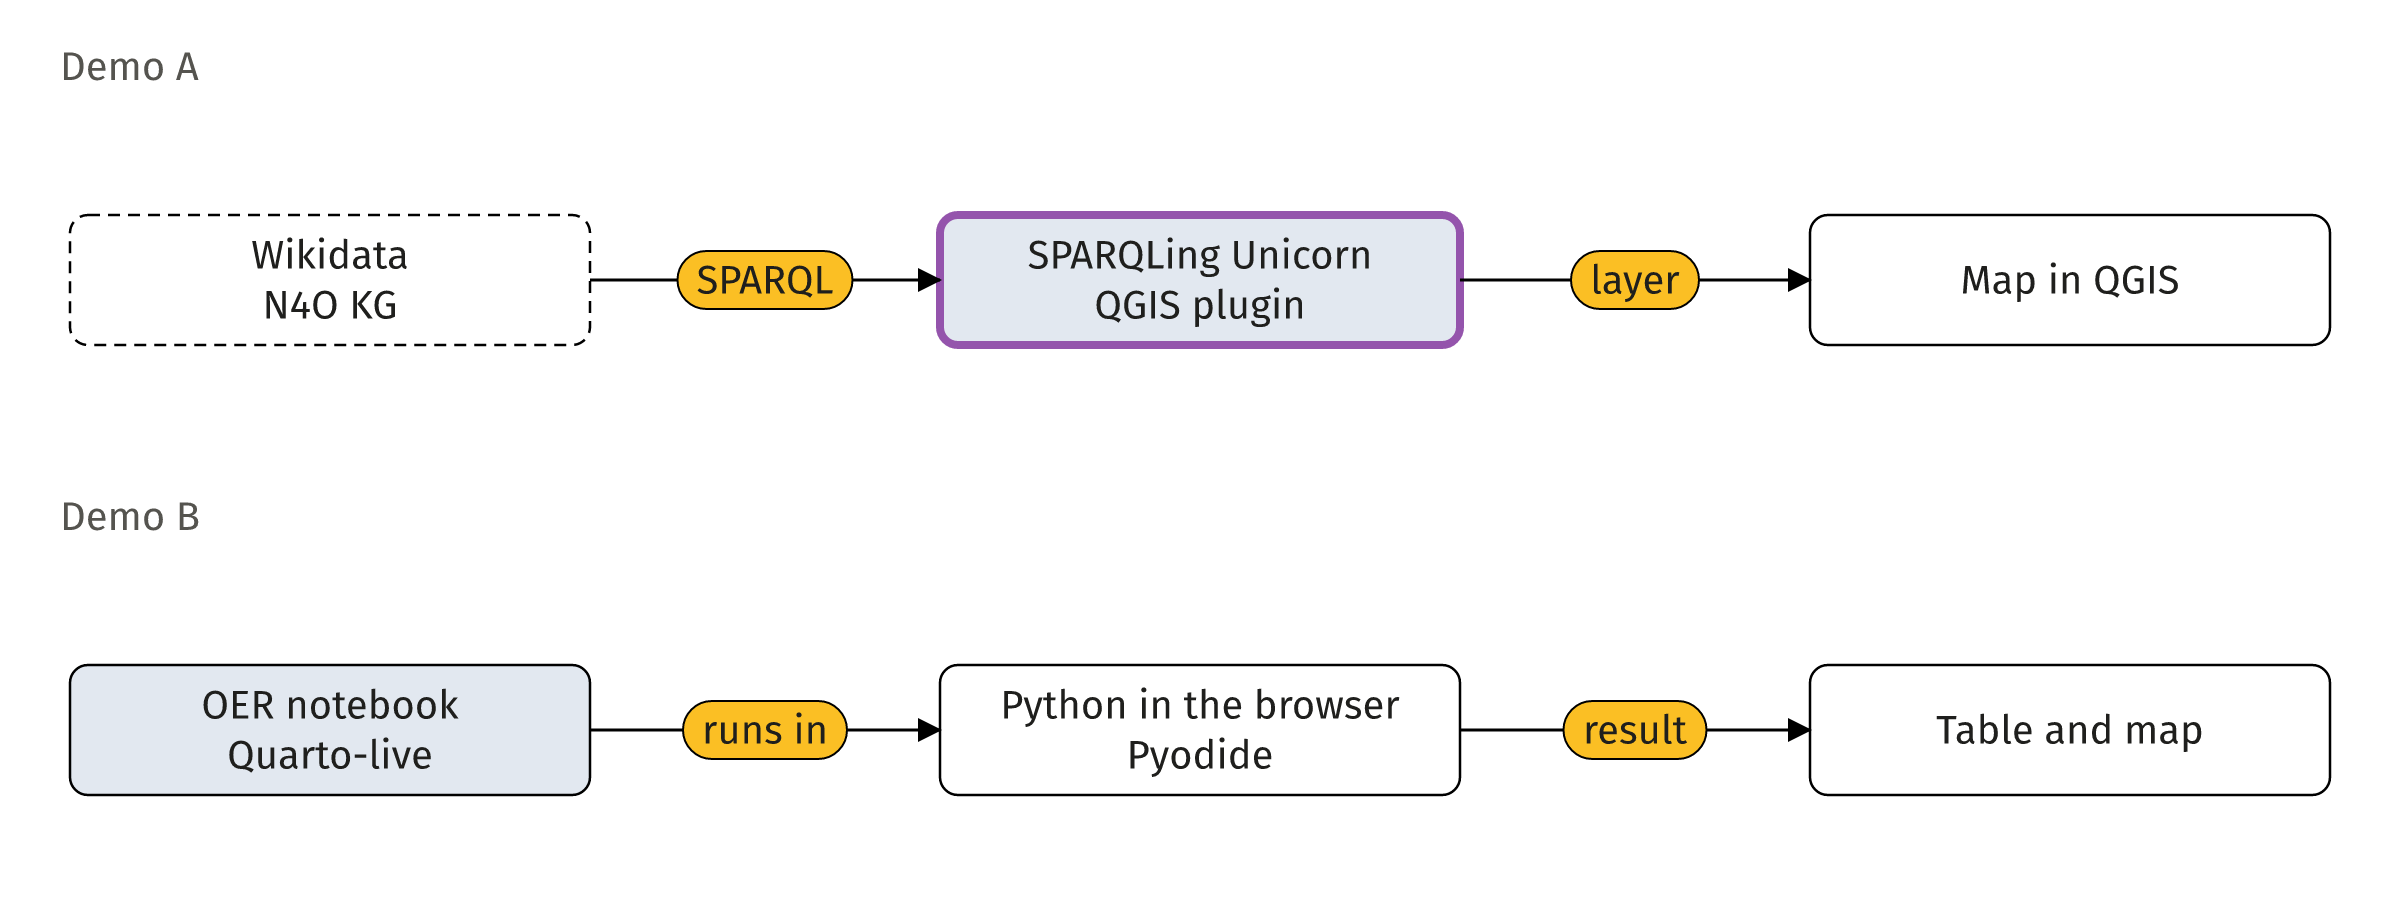 Demo A
Wikidata
N4O KG
SPARQL
SPARQLing Unicorn
QGIS plugin
layer
Map in QGIS
Demo B
OER notebook
Quarto-live
runs in
Python in the browser
Pyodide
result
Table and map